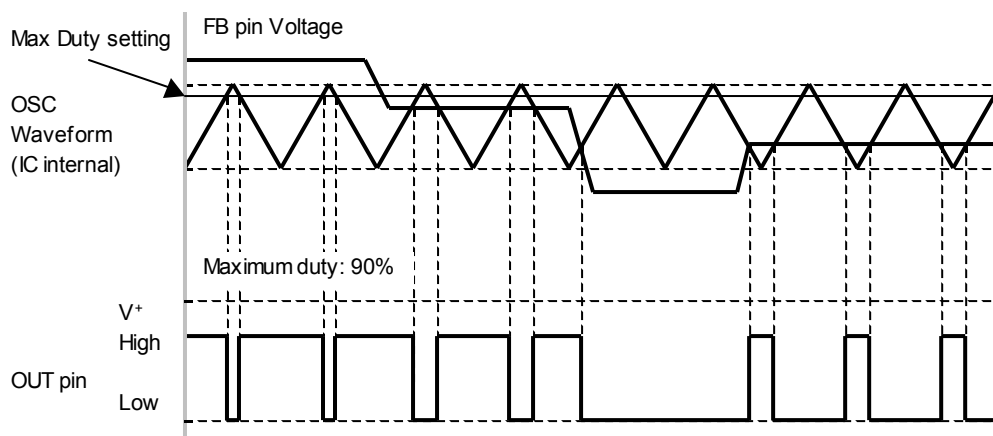 FB pin Voltage
Max Duty setting
OSC
Waveform
(IC internal)
Maximum duty: 90%
V+
High
OUT pin
Low